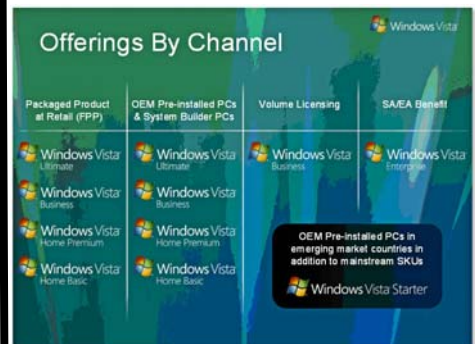 Windows Vista
Offerings By Channel
Packaged Product
at Retail (FPP)
Windows Vista
Ultimate
Windows Vista
Business
Windows Vista
Home Premium
Windows Vista
Home Basic
OEM Pre-installed PCs
& System Builder PCs
Windows Vista
Ultimate
Windows Vista
Business
Windows Vista
Home Premium
Windows Vista
Home Basic
Volume Licensing
Windows Vista
Business
SA/EA Benefit
Windows Vista
Enterprise
OEM Pre-installed PCs in
emerging market countries in
addition to mainstream SKUs
Windows Vista Starter